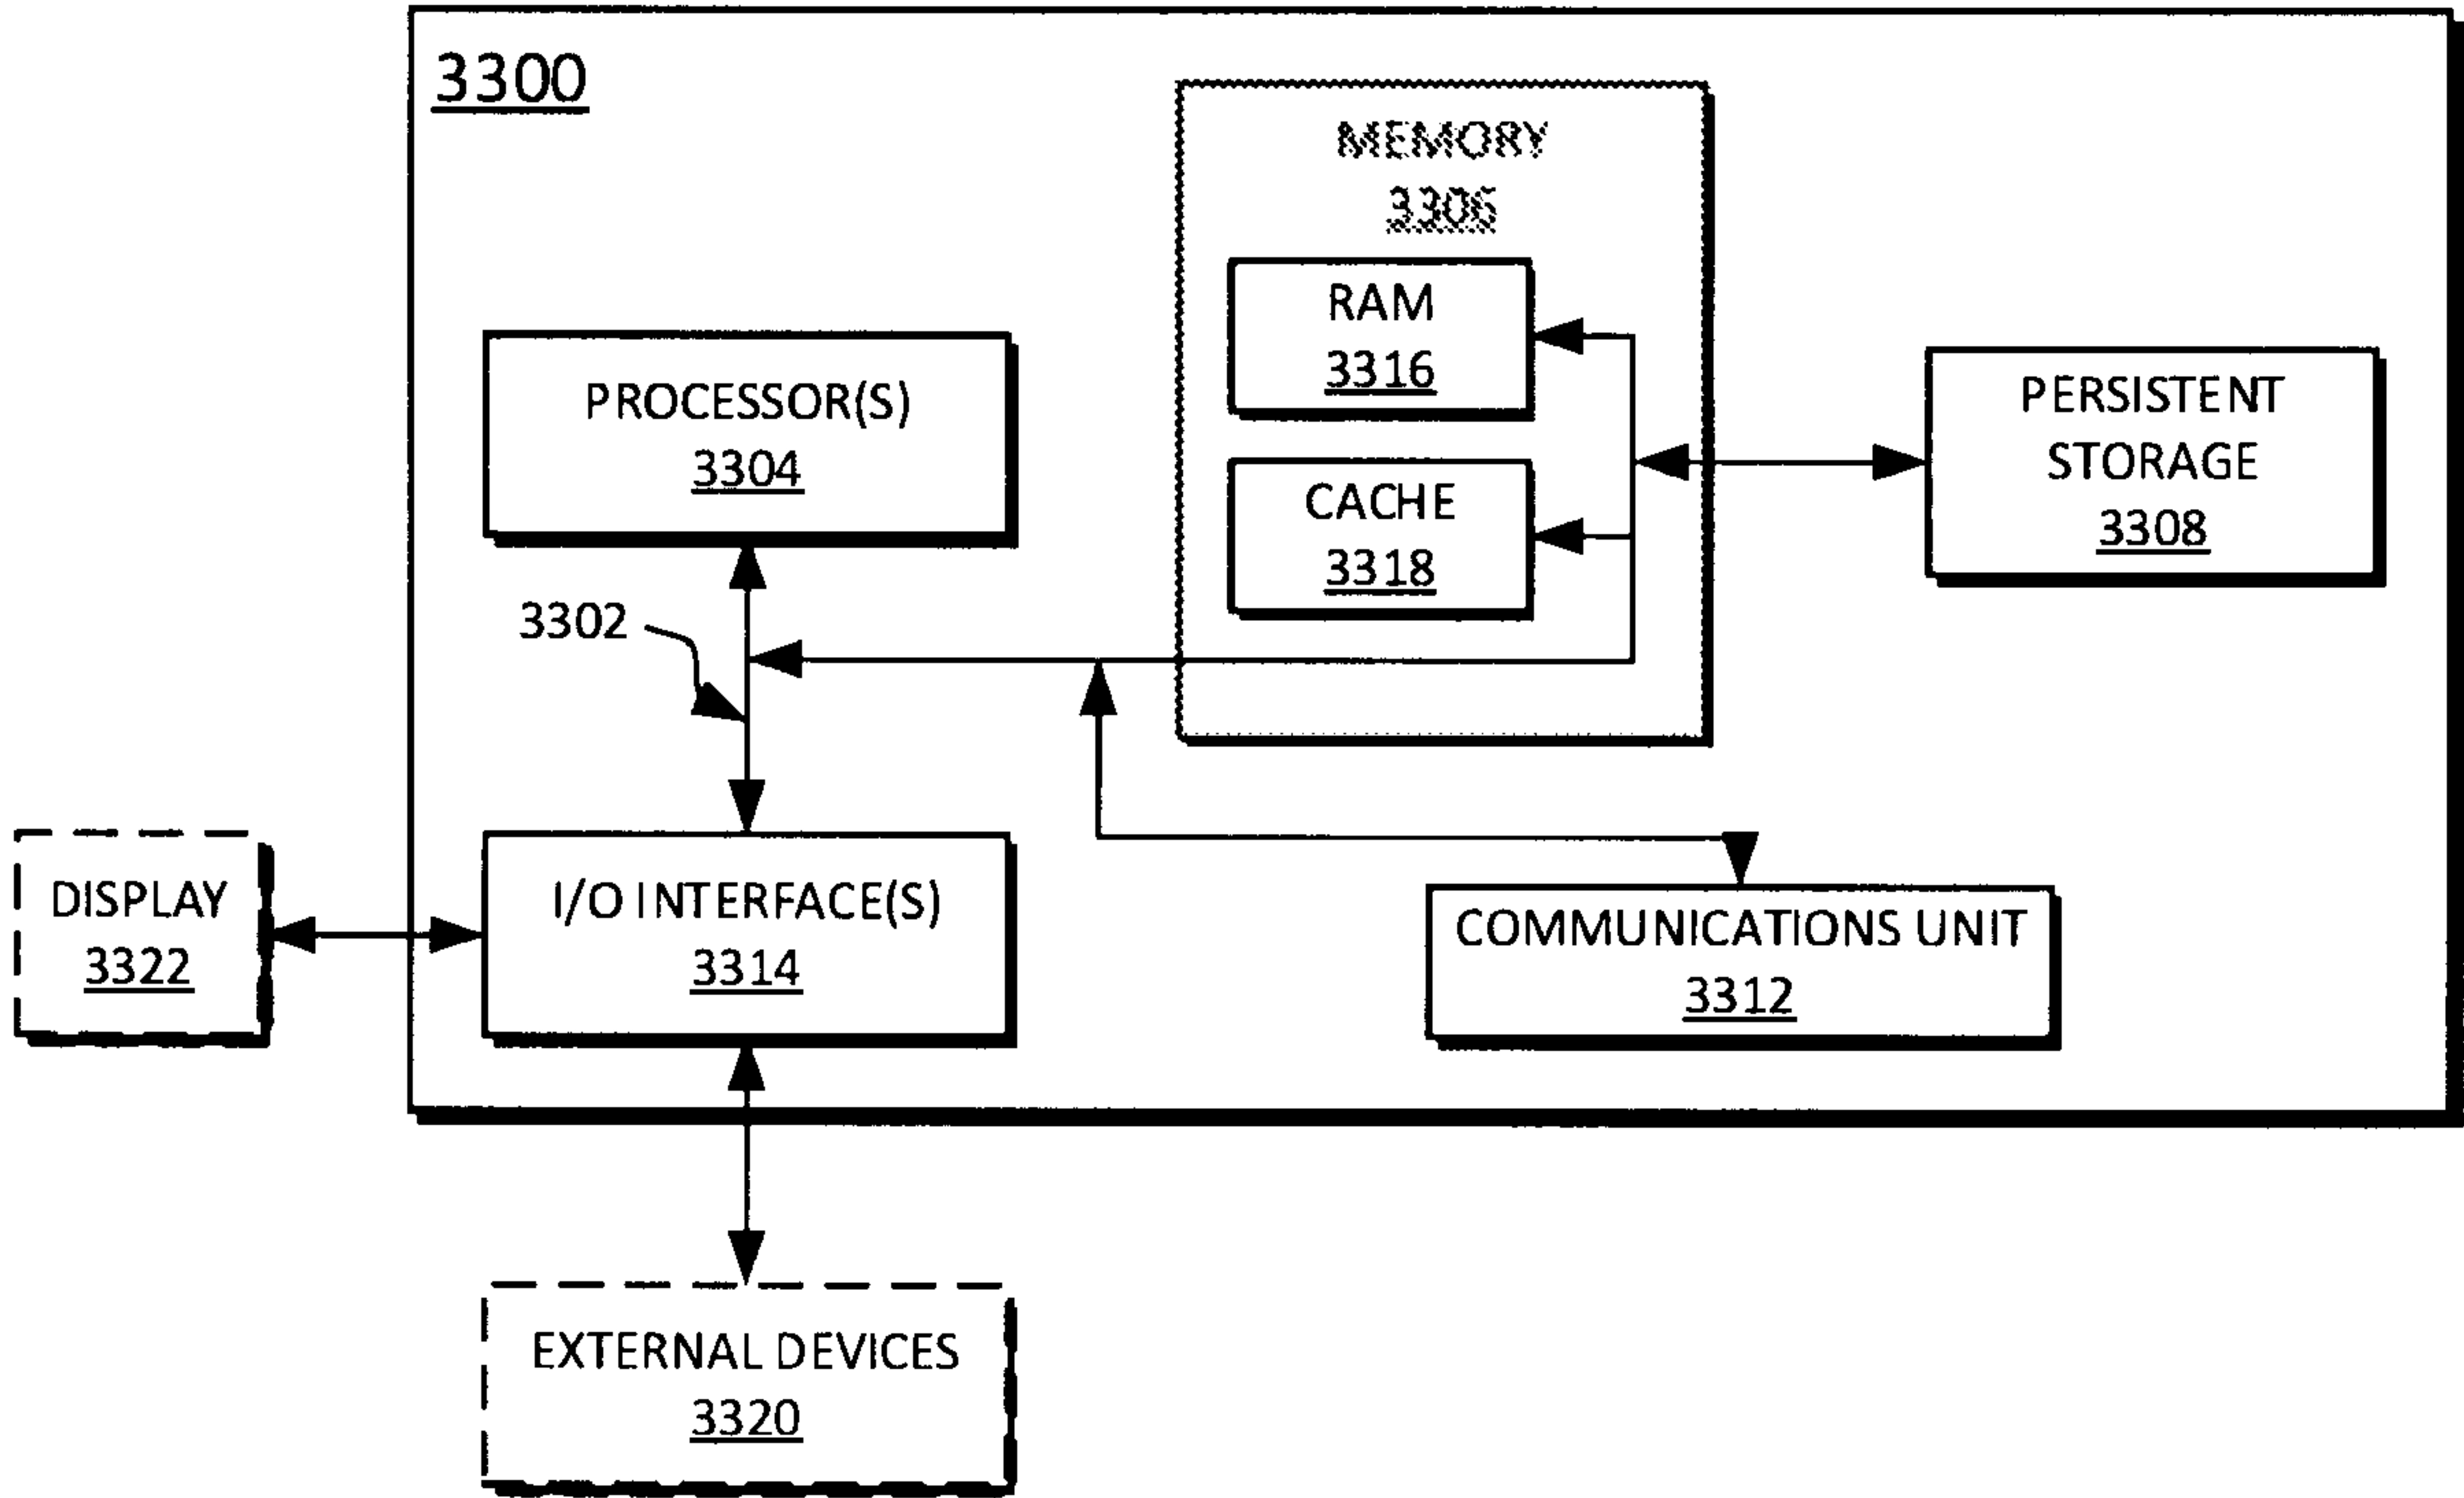 3300
MEMORY
3306
RAM
3316
PROCESSOR(S)
3304
CACHE
3318
PERSISTENT
STORAGE
3308
3302
DISPLAY
3322
I/O INTERFACE(S)
3314
COMMUNICATIONS UNIT
3312
EXTERNAL DEVICES
3320